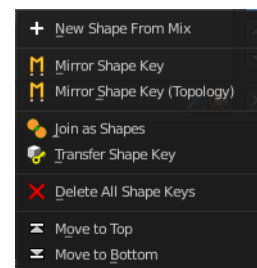 New Shape From Mix
Mirror Shape Key
Mirror Shape Key (Topology)
Join as Shapes
Transfer Shape Key
Delete All Shape Keys
Move to Top
Move to Bottom